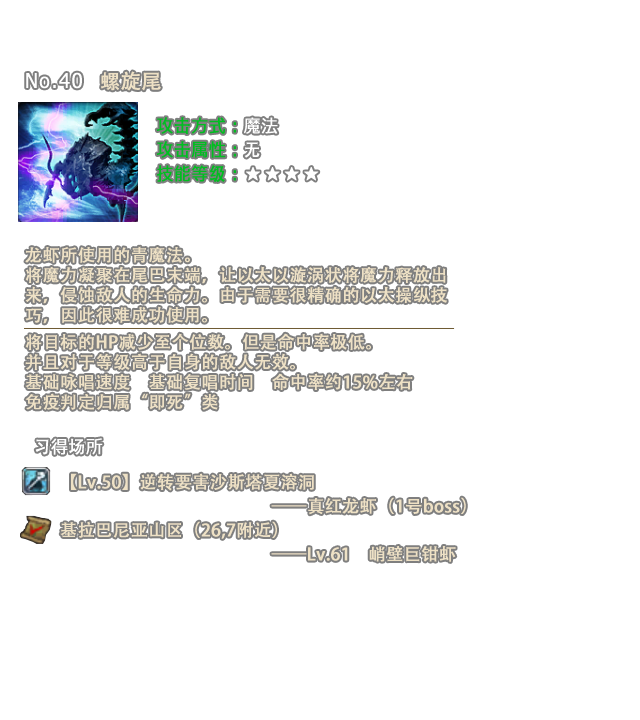 No.40 螺旋尾
攻击方式：魔法
攻击属性：无
技能等级：☆☆☆☆
龙虾所使用的青魔法。
将魔力凝聚在尾巴末端，让以太以漩涡状将魔力释放出
来，侵蚀敌人的生命力。由于需要很精确的以太操纵技
巧，因此很难成功使用。
将目标的HP减少至个位数。但是命中率极低。
并且对于等级高于自身的敌人无效。
基础咏唱速度 基础复唱时间 命中率约15%左右
免疫判定归属“即死”类
习得场所
【Lv.50】逆转要害沙斯塔夏溶洞
——真红龙虾（1号boss）
基拉巴尼亚山区（26,7附近）
——Lv.61 峭壁巨钳虾